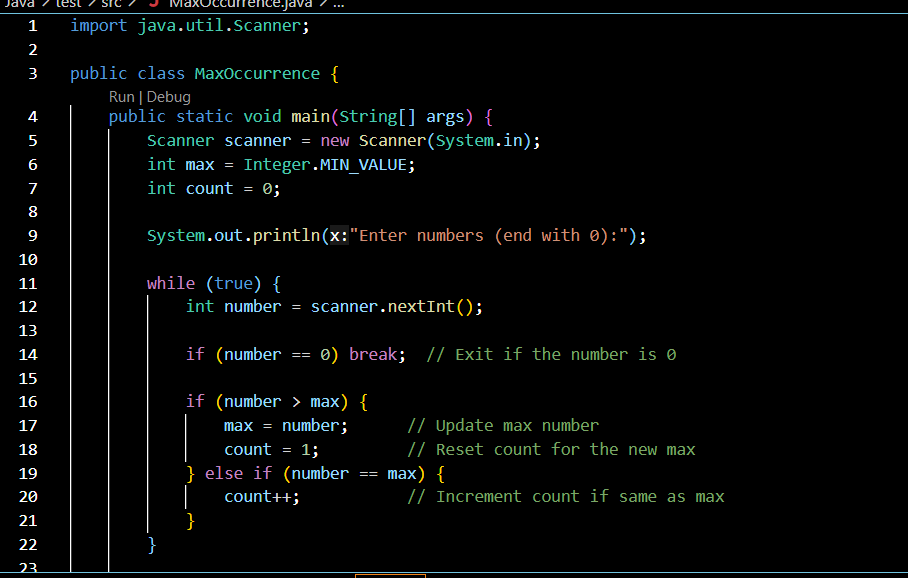 Java > test > src > J MaxOccurrence.java > ...
1 import java.util.Scanner;
2
3 public class MaxOccurrence {
Run | Debug
4 public static void main(String[] args) {
5 Scanner scanner = new Scanner(System.in);
6 int max = Integer.MIN_VALUE;
7 int count = 0;
8
9 System.out.println(x:"Enter numbers (end with 0):");
10
11 while (true) {
12 int number = scanner.nextInt();
13
14 if (number == 0) break;  // Exit if the number is 0
15
16 if (number > max) {
17 max = number;      // Update max number
18 count = 1;         // Reset count for the new max
19 } else if (number == max) {
20 count++;           // Increment count if same as max
21 }
22 }
23